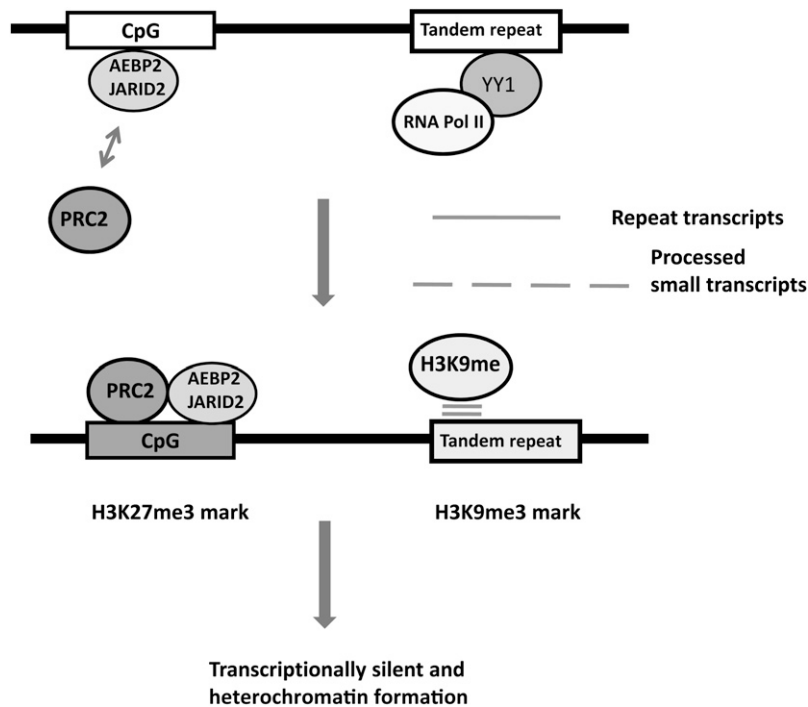 CpG
Tandem repeat
AEBP2
JARID2
YY1
RNA Pol II
PRC2
Repeat transcripts
Processed
small transcripts
PRC2
AEBP2
JARID2
H3K9me
CpG
Tandem repeat
H3K27me3 mark
H3K9me3 mark
Transcriptionally silent and
heterochromatin formation